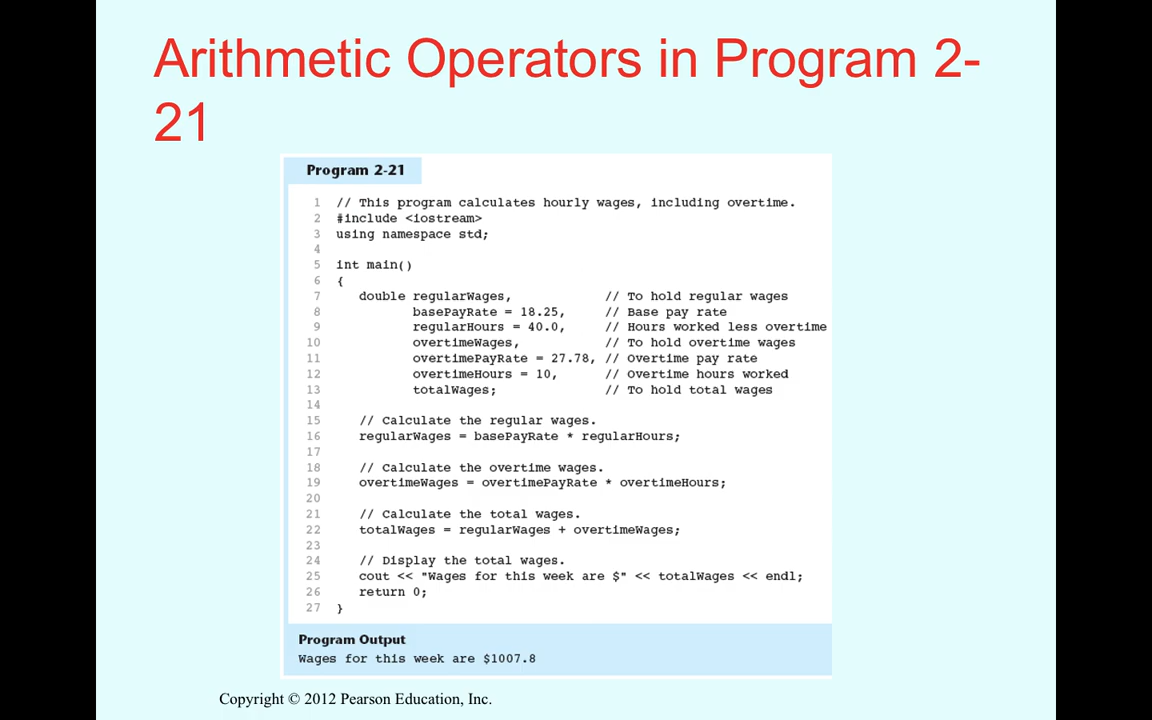 Arithmetic Operators in Program 2-
21
Program 2-21
1 // This program calculates hourly wages, including overtime.
2 #include <iostream>
3 using namespace std;
4
5 int main()
6 {
7 double regularWages, // To hold regular wages
8 basePayRate = 18.25, // Base pay rate
9 regularHours = 40.0, // Hours worked less overtime
10 overtimeWages, // To hold overtime wages
11 overtimePayRate = 27.78, // Overtime pay rate
12 overtimeHours = 10, // Overtime hours worked
13 totalWages; // To hold total wages
14
15 // Calculate the regular wages.
16 regularWages = basePayRate * regularHours;
17
18 // Calculate the overtime wages.
19 overtimeWages = overtimePayRate * overtimeHours;
20
21 // Calculate the total wages.
22 totalWages = regularWages + overtimeWages;
23
24 // Display the total wages.
25 cout << "Wages for this week are $" << totalWages << endl;
26 return 0;
27 }
Program Output
Wages for this week are $1007.8
Copyright © 2012 Pearson Education, Inc.